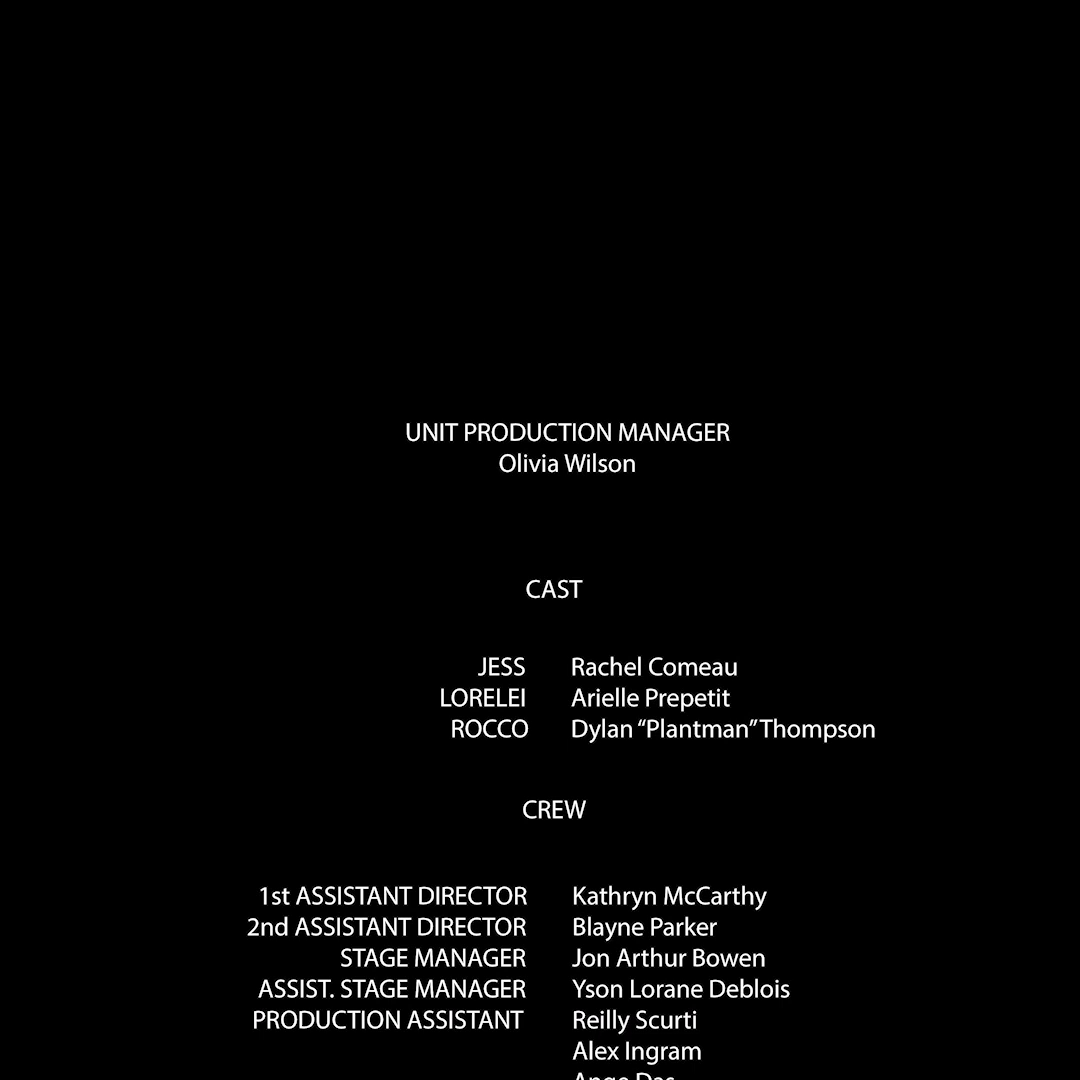 UNIT PRODUCTION MANAGER
Olivia Wilson
CAST
JESS Rachel Comeau
LORELEI Arielle Prepetit
ROCCO Dylan “Plantman” Thompson
CREW
1st ASSISTANT DIRECTOR Kathryn McCarthy
2nd ASSISTANT DIRECTOR Blayne Parker
STAGE MANAGER Jon Arthur Bowen
ASSIST. STAGE MANAGER Yson Lorane Deblois
PRODUCTION ASSISTANT Reilly Scurti
Alex Ingram